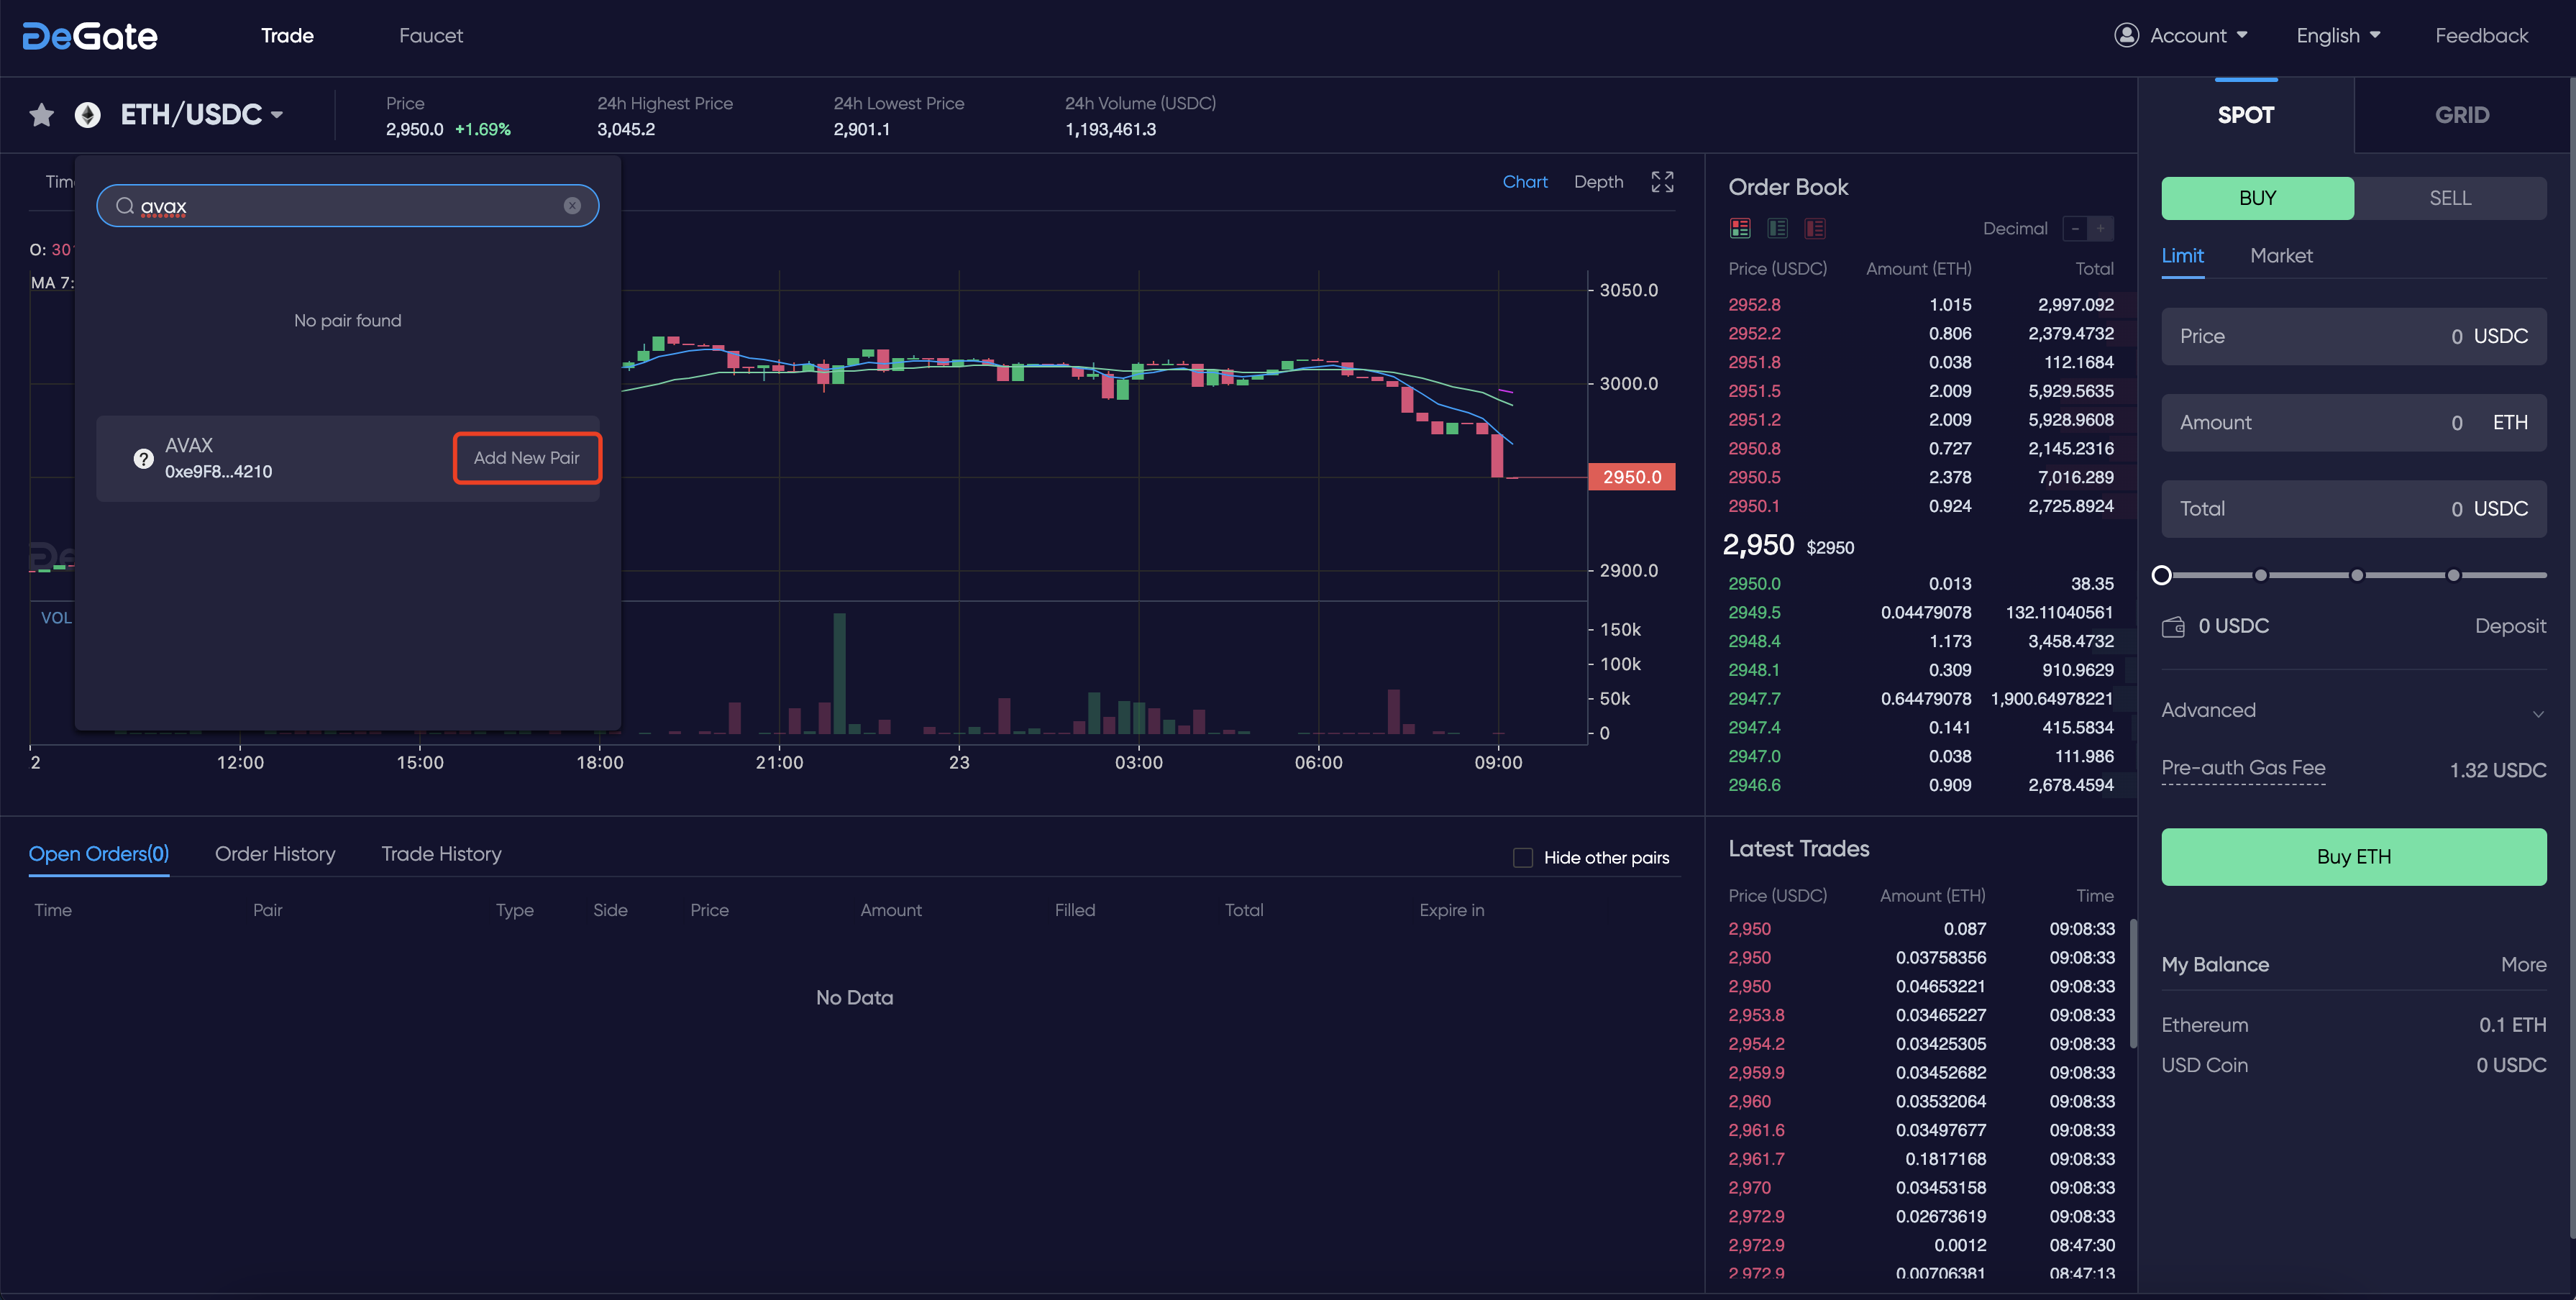 DeGate
Trade
Faucet
Account
English
Feedback
ETH/USDC
Price
2,950.0 +1.69%
24h Highest Price
3,045.2
24h Lowest Price
2,901.1
24h Volume (USDC)
1,193,461.3
avax
No pair found
AVAX
0xe9F8...4210
Add New Pair
O: 30
MA 7:
VOL
Chart
Depth
3050.0
3000.0
2950.0
2900.0
150k
100k
50k
0
2
12:00
15:00
18:00
21:00
23
03:00
06:00
09:00
Order Book
Decimal - +
Price (USDC) Amount (ETH) Total
2952.8 1.015 2,997.092
2952.2 0.806 2,379.4732
2951.8 0.038 112.1684
2951.5 2.009 5,929.5635
2951.2 2.009 5,928.9608
2950.8 0.727 2,145.2316
2950.5 2.378 7,016.289
2950.1 0.924 2,725.8924
2,950 $2950
2950.0 0.013 38.35
2949.5 0.04479078 132.11040561
2948.4 1.173 3,458.4732
2948.1 0.309 910.9629
2947.7 0.64479078 1,900.64978221
2947.4 0.141 415.5834
2947.0 0.038 111.986
2946.6 0.909 2,678.4594
SPOT
GRID
BUY
SELL
Limit
Market
Price 0 USDC
Amount 0 ETH
Total 0 USDC
0 USDC
Deposit
Advanced
Pre-auth Gas Fee 1.32 USDC
Buy ETH
My Balance
More
Ethereum 0.1 ETH
USD Coin 0 USDC
Open Orders(0)
Order History
Trade History
Hide other pairs
Time Pair Type Side Price Amount Filled Total Expire in
No Data
Latest Trades
Price (USDC) Amount (ETH) Time
2,950 0.087 09:08:33
2,950 0.03758356 09:08:33
2,950 0.04653221 09:08:33
2,953.8 0.03465227 09:08:33
2,954.2 0.03425305 09:08:33
2,959.9 0.03452682 09:08:33
2,960 0.03532064 09:08:33
2,961.6 0.03497677 09:08:33
2,961.7 0.1817168 09:08:33
2,970 0.03453158 09:08:33
2,972.9 0.02673619 09:08:33
2,972.9 0.0012 08:47:30
2,972.9 0.00706381 08:47:13